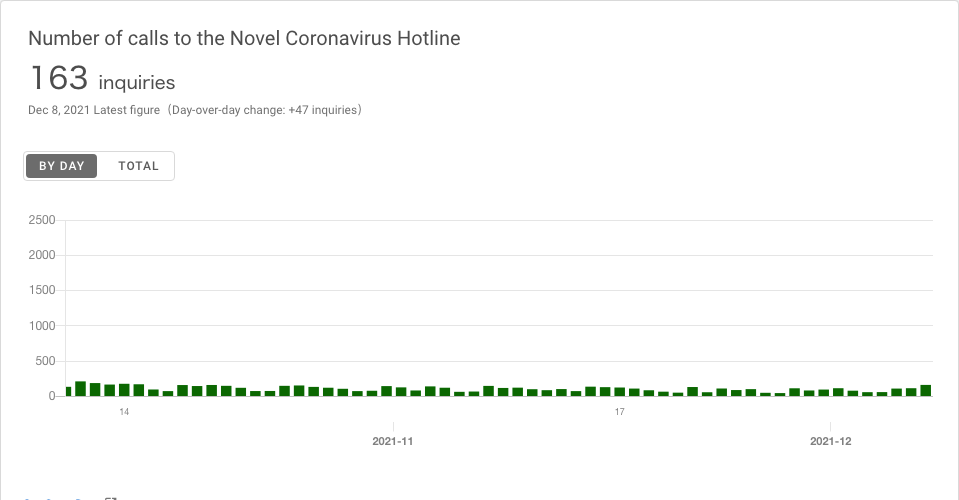 Number of calls to the Novel Coronavirus Hotline
163 inquiries
Dec 8, 2021 Latest figure（Day-over-day change: +47 inquiries）
BY DAY TOTAL
2500
2000
1500
1000
500
0
14 17
2021-11 2021-12